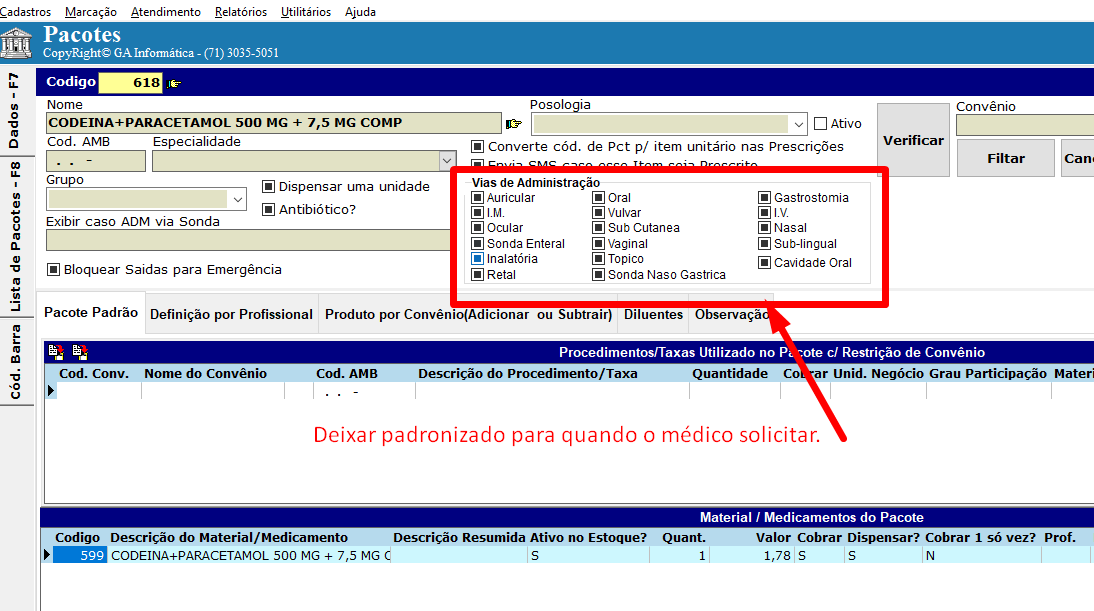 Cadastros Marcação Atendimento Relatórios Utilitários Ajuda
Pacotes
CopyRight© GA Informática - (71) 3035-5051
Dados - F7
Lista de Pacotes - F8
Cód. Barra
Codigo 618
Nome
CODEINA+PARACETAMOL 500 MG + 7,5 MG COMP
Posologia
Ativo
Verificar
Convênio
Filtar
Canc
Cod. AMB Especialidade
. . -
Converte cód. de Pct p/ item unitário nas Prescrições
Envia SMS caso esse Item seja Prescrito
Grupo
Dispensar uma unidade
Antibiótico?
Exibir caso ADM via Sonda
Bloquear Saidas para Emergência
Vias de Administração
Auricular Oral Gastrostomia
I.M. Vulvar I.V.
Ocular Sub Cutanea Nasal
Sonda Enteral Vaginal Sub-lingual
Inalatória Topico Cavidade Oral
Retal Sonda Naso Gastrica
Pacote Padrão Definição por Profissional Produto por Convênio(Adicionar ou Subtrair) Diluentes Observação
Procedimentos/Taxas Utilizado no Pacote c/ Restrição de Convênio
Cod. Conv. Nome do Convênio Cod. AMB Descrição do Procedimento/Taxa Quantidade Cobrar Unid. Negócio Grau Participação Materi
. . -
Deixar padronizado para quando o médico solicitar.
Material / Medicamentos do Pacote
Codigo Descrição do Material/Medicamento Descrição Resumida Ativo no Estoque? Quant. Valor Cobrar Dispensar? Cobrar 1 só vez? Prof.
599 CODEINA+PARACETAMOL 500 MG + 7,5 MG C S 1 1,78 S S N